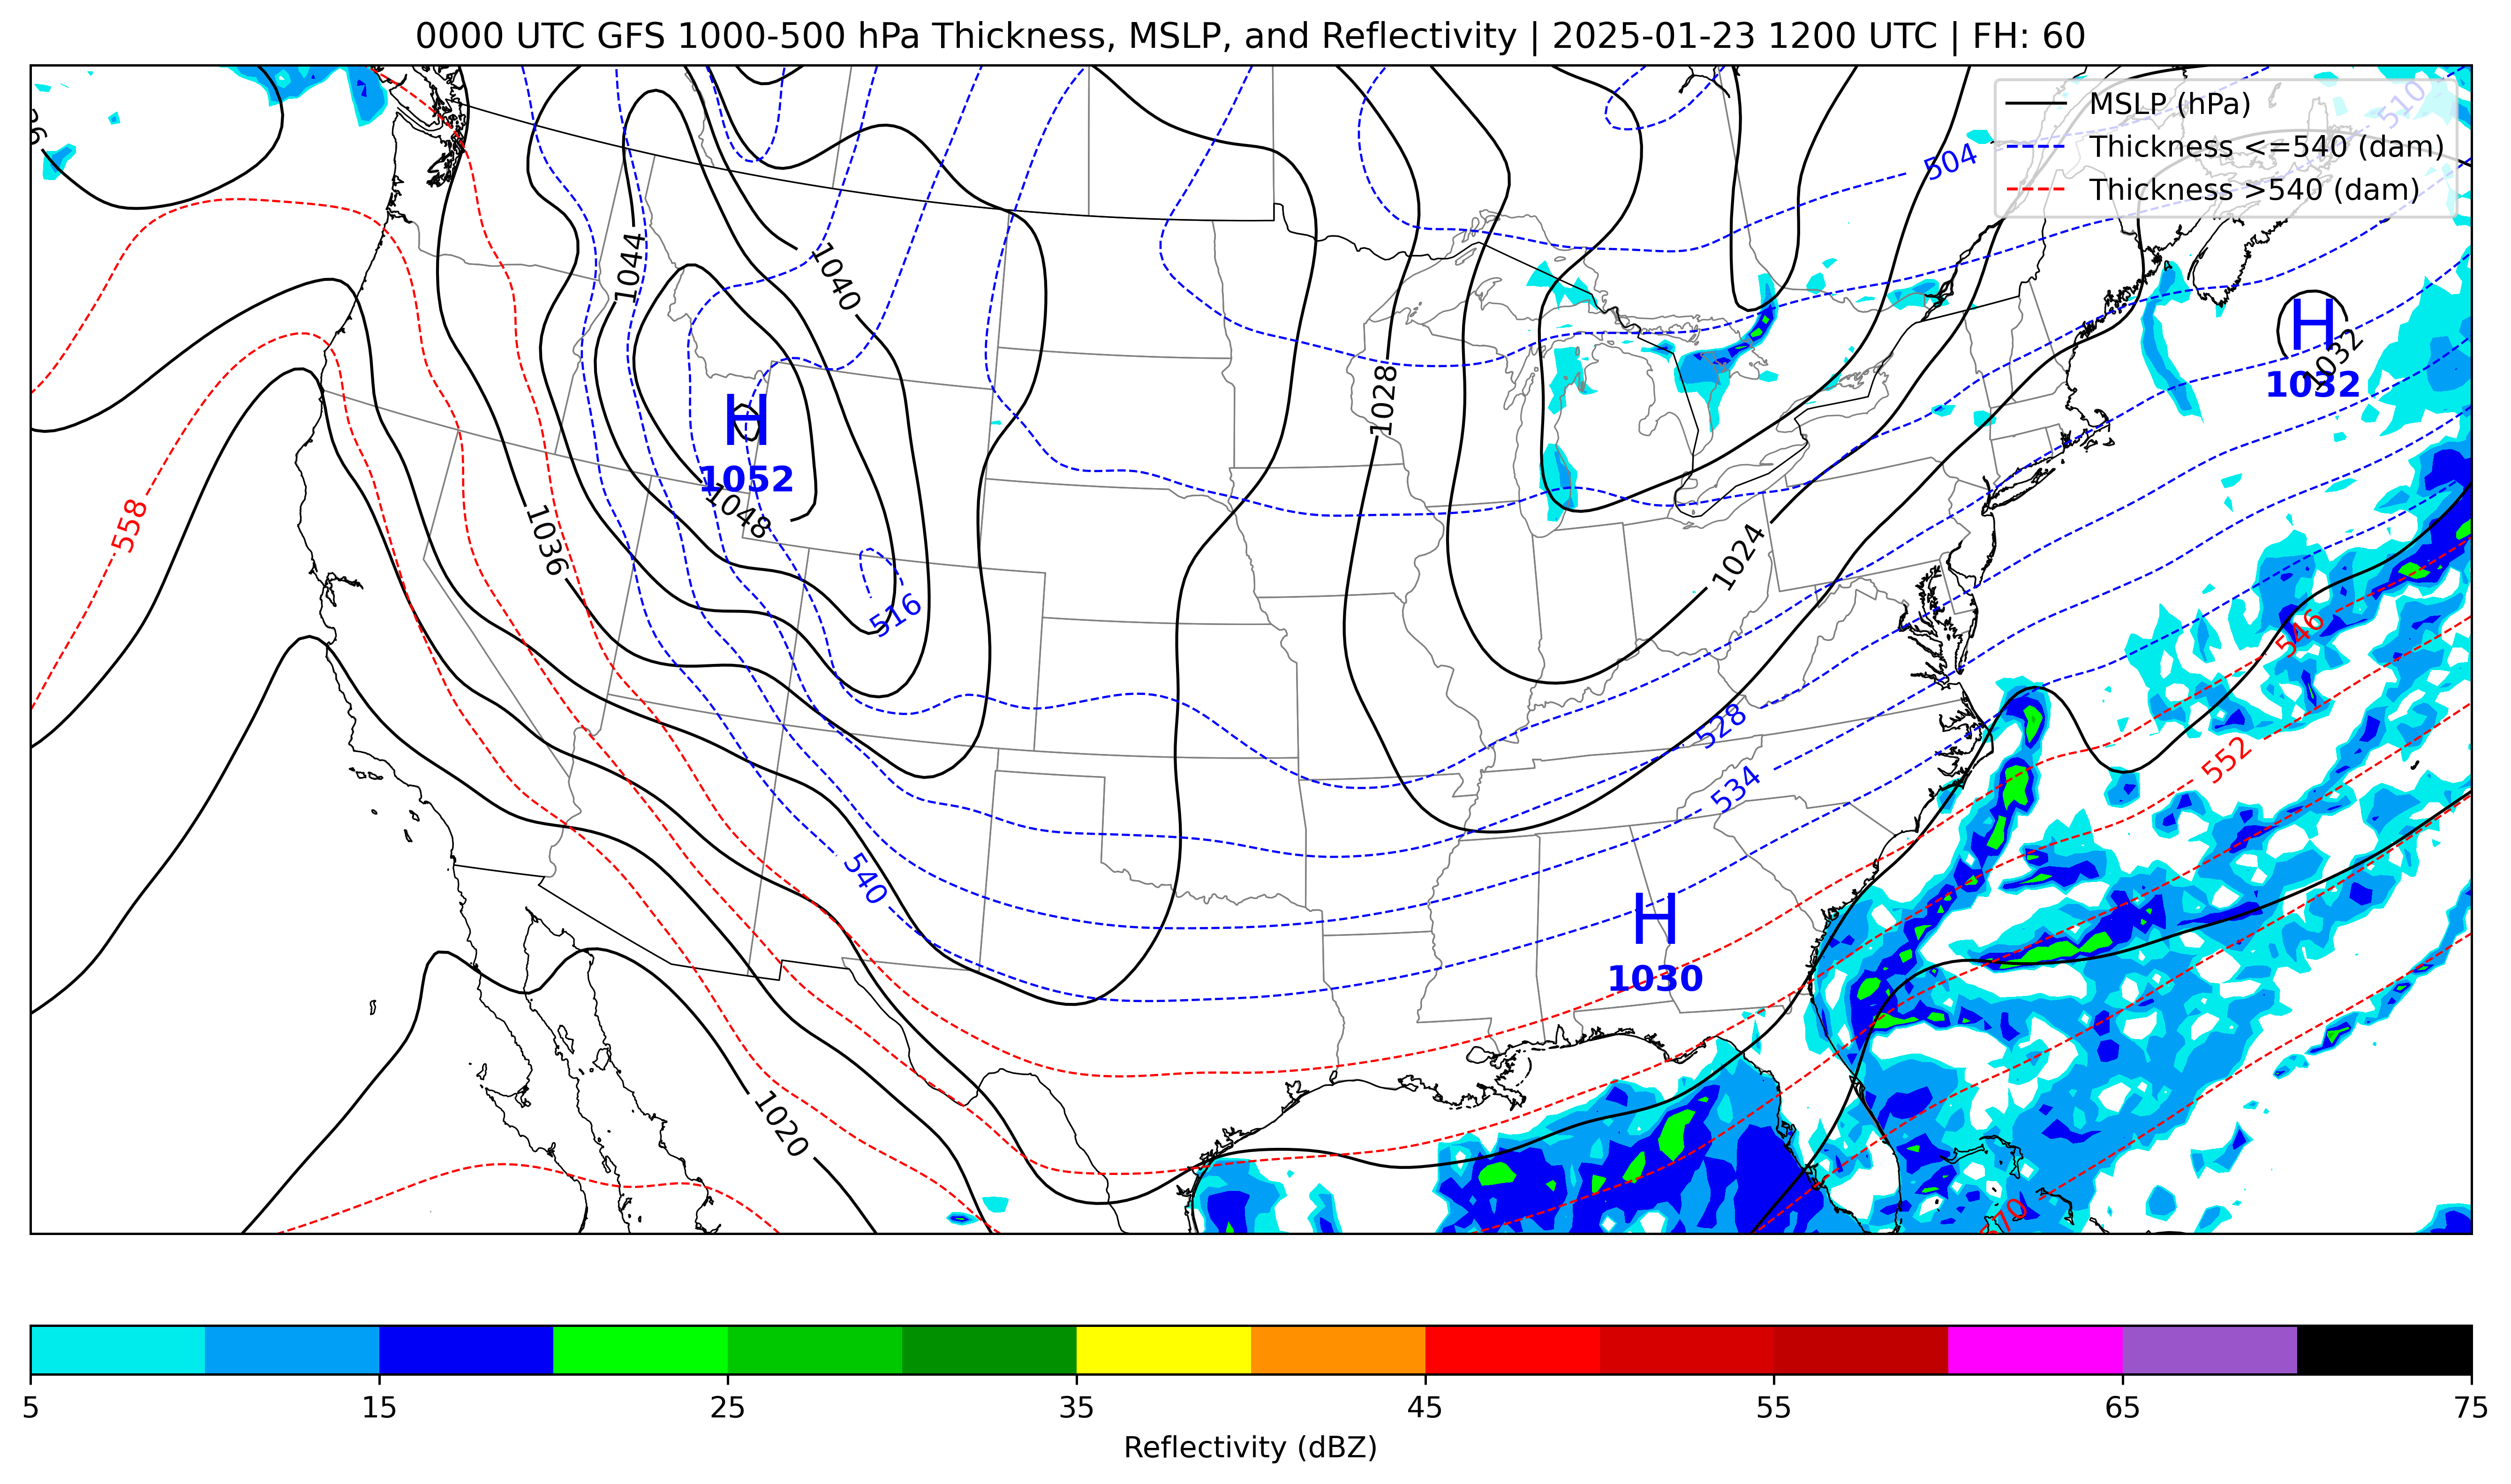 0000 UTC GFS 1000-500 hPa Thickness, MSLP, and Reflectivity | 2025-01-23 1200 UTC | FH: 60
MSLP (hPa)
Thickness <=540 (dam)
Thickness >540 (dam)
510
504
1044
1040
H
1032
1032
1028
H
1052
1048
558
1036
516
1024
546
528
552
534
540
H
1030
1020
5 15 25 35 45 55 65 75
Reflectivity (dBZ)